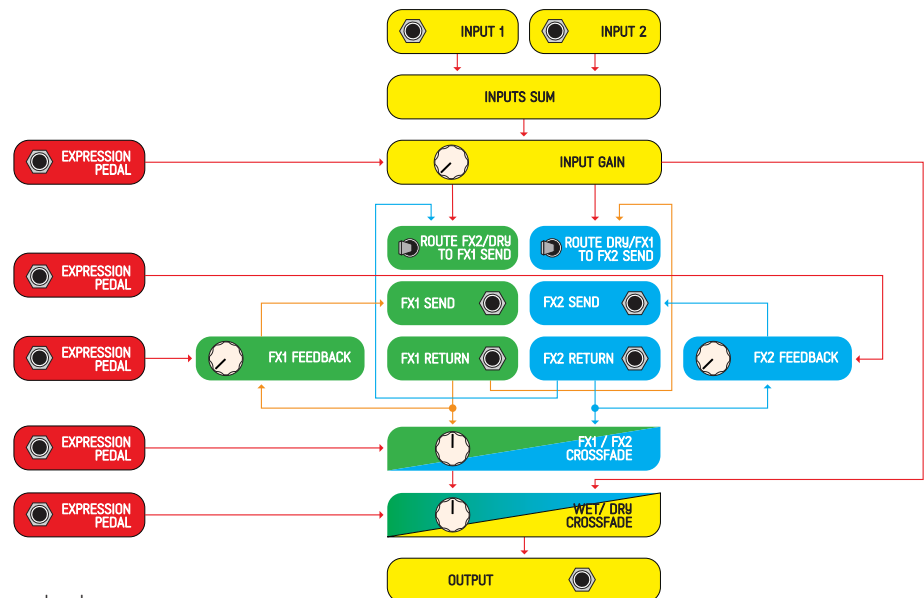 INPUT 1
INPUT 2
INPUTS SUM
EXPRESSION
PEDAL
INPUT GAIN
ROUTE FX2/DRY
TO FX1 SEND
ROUTE DRY/FX1
TO FX2 SEND
EXPRESSION
PEDAL
FX1 SEND
FX2 SEND
EXPRESSION
PEDAL
FX1 FEEDBACK
FX1 RETURN
FX2 RETURN
FX2 FEEDBACK
EXPRESSION
PEDAL
FX1 / FX2
CROSSFADE
EXPRESSION
PEDAL
WET/ DRY
CROSSFADE
OUTPUT